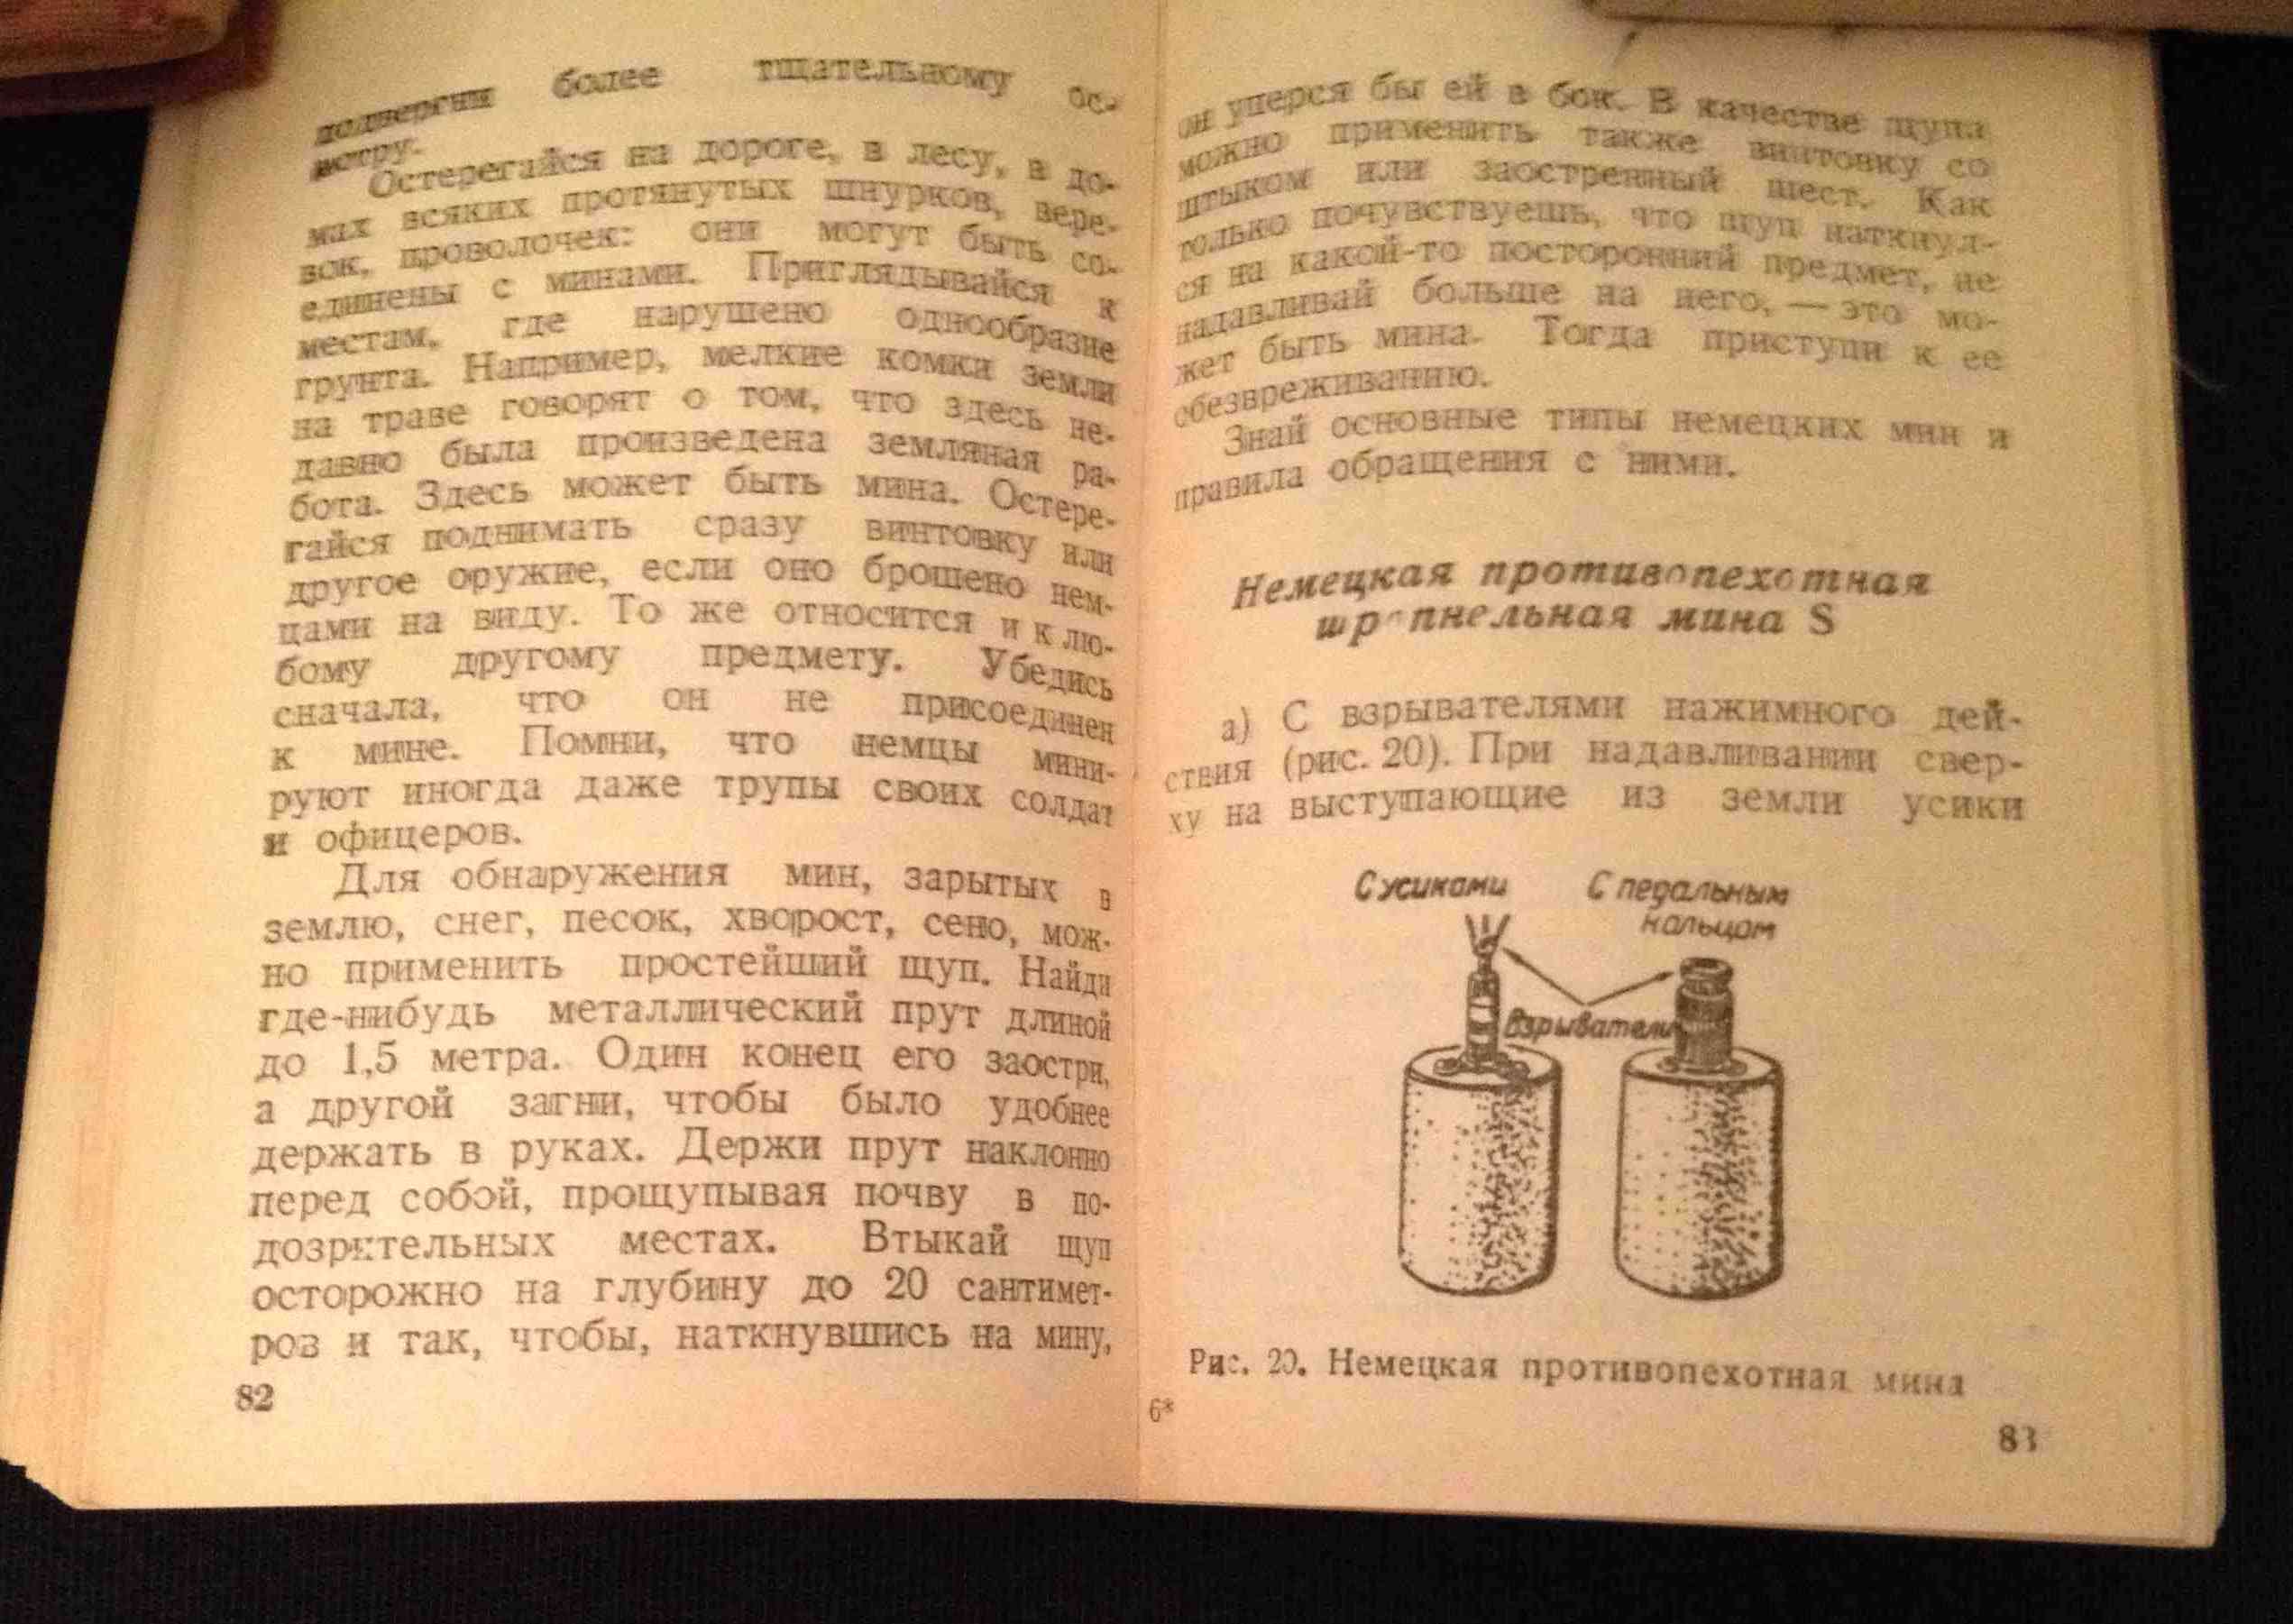 подвергни более тщательному ос-
мотру.
Остерегайся на дороге, в лесу, в до-
мах всяких протянутых шнурков, вере-
вок, проволочек: они могут быть со-
единены с минами. Приглядывайся к
местам, где нарушено однообразие
грунта. Например, мелкие комки земли
на траве говорят о том, что здесь не-
давно была произведена земляная ра-
бота. Здесь может быть мина. Остере-
гайся поднимать сразу винтовку или
другое оружие, если оно брошено нем-
цами на виду. То же относится и к лю-
бому другому предмету. Убедись
сначала, что он не присоединен
к мине. Помни, что немцы мини-
руют иногда даже трупы своих солдат
и офицеров.
Для обнаружения мин, зарытых в
землю, снег, песок, хворост, сено, мож-
но применить простейший щуп. Найди
где-нибудь металлический прут длиной
до 1,5 метра. Один конец его заостри,
а другой загни, чтобы было удобнее
держать в руках. Держи прут наклонно
перед собой, прощупывая почву в по-
дозрительных местах. Втыкай щуп
осторожно на глубину до 20 сантимет-
ров и так, чтобы, наткнувшись на мину,
82
он уперся бы ей в бок. В качестве щупа
можно применить также винтовку со
штыком или заостренный шест. Как
только почувствуешь, что щуп наткнул-
ся на какой-то посторонний предмет, не
надавливай больше на него, — это мо-
жет быть мина. Тогда приступи к ее
обезвреживанию.
Знай основные типы немецких мин и
правила обращения с ними.
Немецкая противопехотная
шрапнельная мина S
а) С взрывателями нажимного дей-
ствия (рис. 20). При надавливании свер-
ху на выступающие из земли усики
С усиками
С педальным
кальцом
Взрыватели
Рис. 20. Немецкая противопехотная мина
6*
83